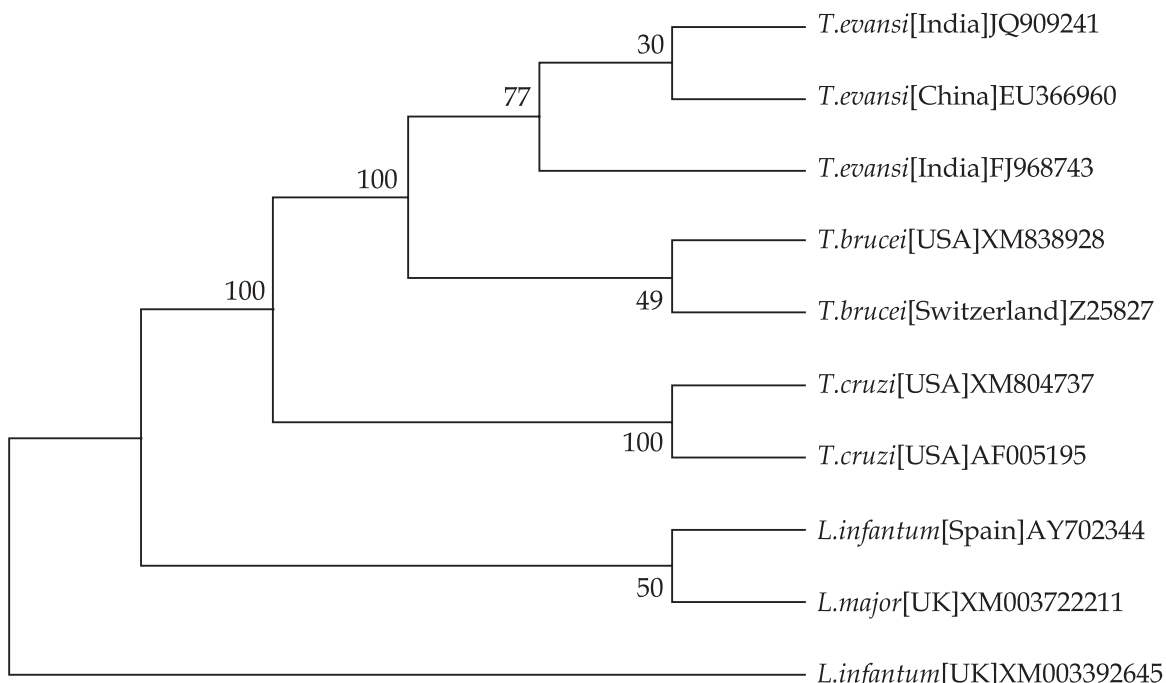 T.evansi[India]JQ909241
30
T.evansi[China]EU366960
77
T.evansi[India]FJ968743
100
T.brucei[USA]XM838928
49
T.brucei[Switzerland]Z25827
100
T.cruzi[USA]XM804737
100
T.cruzi[USA]AF005195
L.infantum[Spain]AY702344
50
L.major[UK]XM003722211
L.infantum[UK]XM003392645